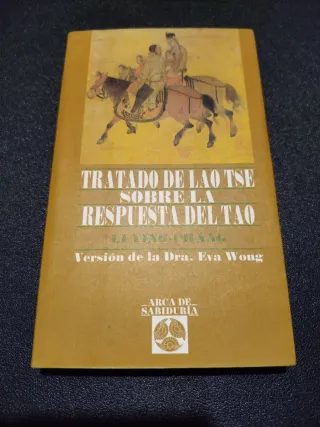 TRATADO DE LAO TSE
SOBRE LA
RESPUESTA DEL TAO
LI YING-CHANG
Versión de la Dra. Eva Wong
ARCA DE
SABIDURÍA